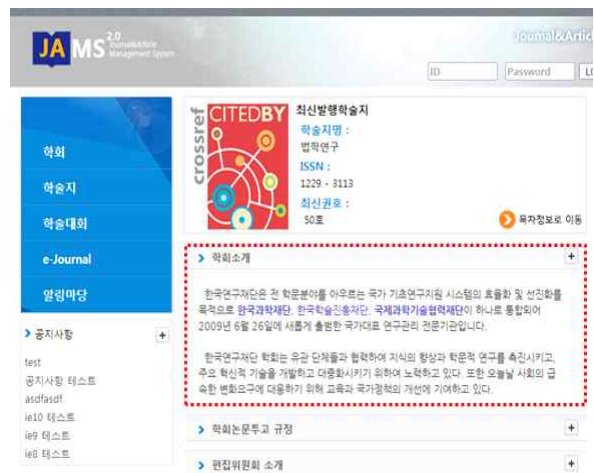 JAMS 2.0
Journal&Article
Management System
Journal&Artic
ID
Password
LO
학회
학술지
학술대회
e-Journal
알림마당
공지사항 +
test
공지사항 테스트
asdfasdf
ie10 테스트
ie9 테스트
ie8 테스트
crossref
CITEDBY
최신발행학술지
학술지명 :
법학연구
ISSN :
1229 - 3113
최신권호 :
50호
목차정보로 이동
학회소개 +
한국연구재단은 전 학문분야를 아우르는 국가 기초연구지원 시스템의 효율화 및 선진화를
목적으로 한국과학재단, 한국학술진흥재단, 국제과학기술협력재단이 하나로 통합되어
2009년 6월 26일에 새롭게 출범한 국가대표 연구관리 전문기관입니다.
한국연구재단 학회는 유관 단체들과 협력하여 지식의 향상과 학문적 연구를 촉진시키고,
주요 혁신적 기술을 개발하고 대중화시키기 위하여 노력하고 있다. 또한 오늘날 사회의 급
속한 변화요구에 대응하기 위해 교육과 국가정책의 개선에 기여하고 있다.
학회논문투고 규정 +
편집위원회 소개 +